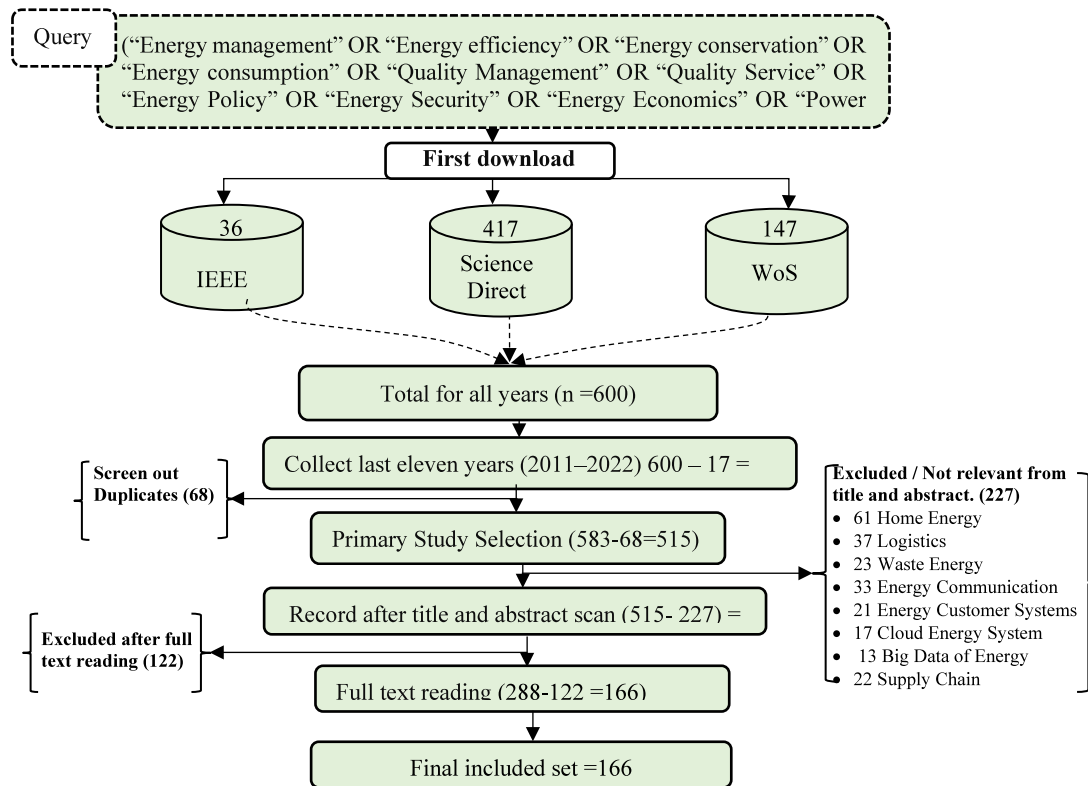 Query
(“Energy management” OR “Energy efficiency” OR “Energy conservation” OR
“Energy consumption” OR “Quality Management” OR “Quality Service” OR
“Energy Policy” OR “Energy Security” OR “Energy Economics” OR “Power
First download
36
IEEE
417
Science
Direct
147
WoS
Total for all years (n =600)
Collect last eleven years (2011–2022) 600 – 17 =
Screen out
Duplicates (68)
Primary Study Selection (583-68=515)
Excluded / Not relevant from
title and abstract. (227)
• 61 Home Energy
• 37 Logistics
• 23 Waste Energy
• 33 Energy Communication
• 21 Energy Customer Systems
• 17 Cloud Energy System
• 13 Big Data of Energy
• 22 Supply Chain
Record after title and abstract scan (515- 227) =
Excluded after full
text reading (122)
Full text reading (288-122 =166)
Final included set =166